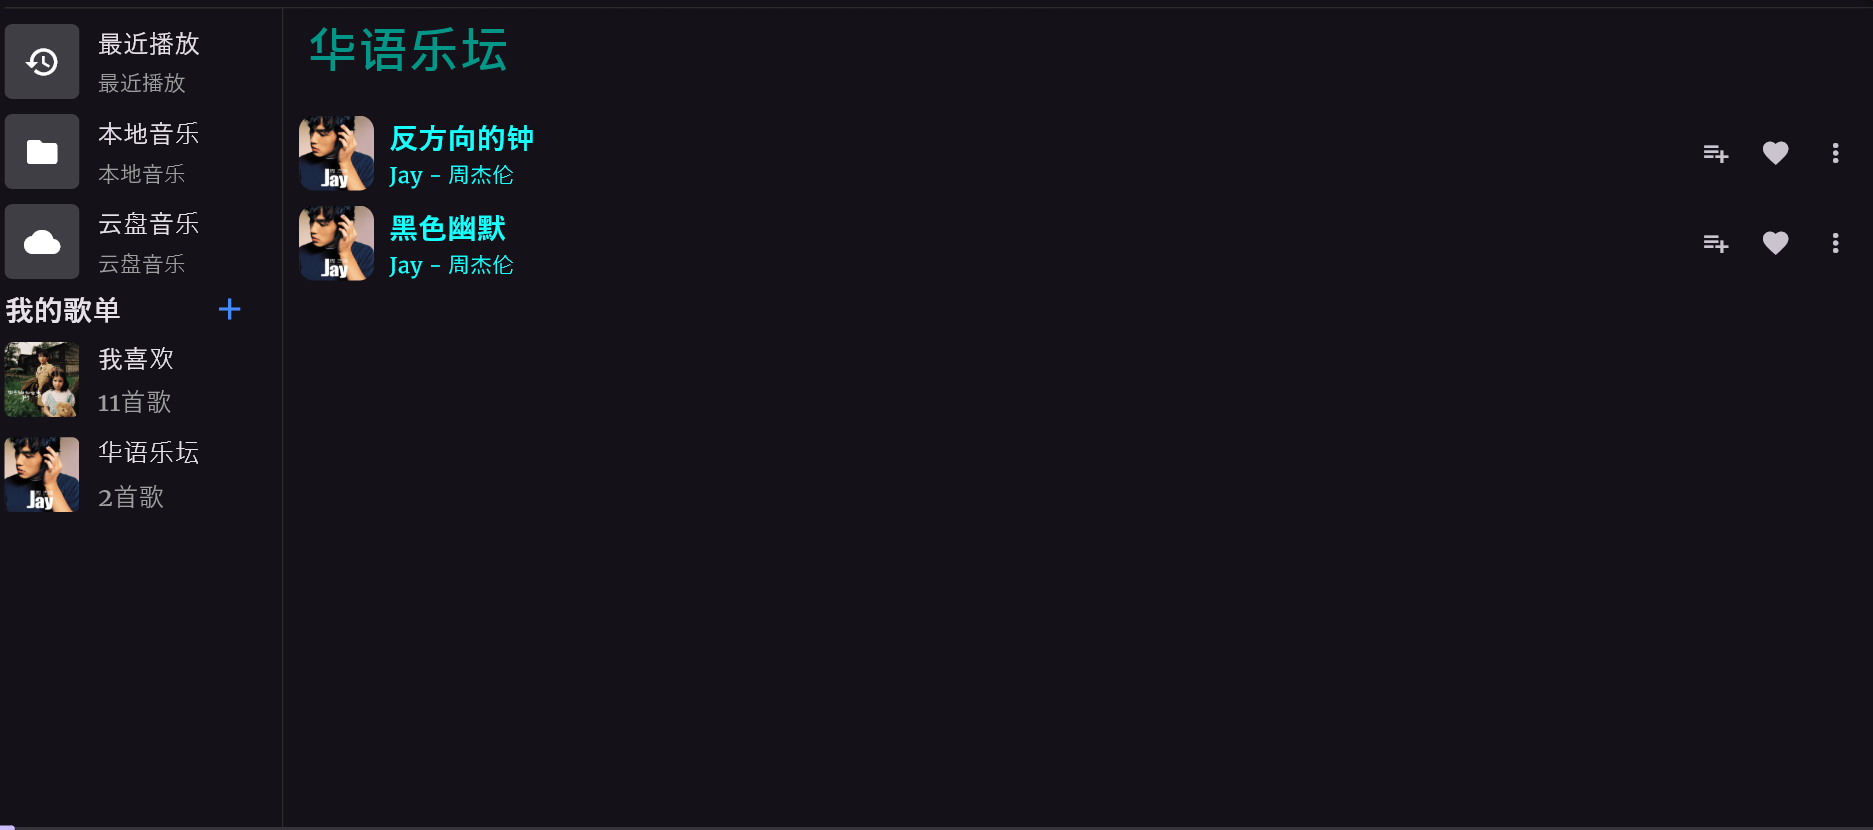 最近播放
最近播放
本地音乐
本地音乐
云盘音乐
云盘音乐
我的歌单
我喜欢
11首歌
华语乐坛
2首歌
华语乐坛
反方向的钟
Jay - 周杰伦
黑色幽默
Jay - 周杰伦
Jay
Jay
Jay